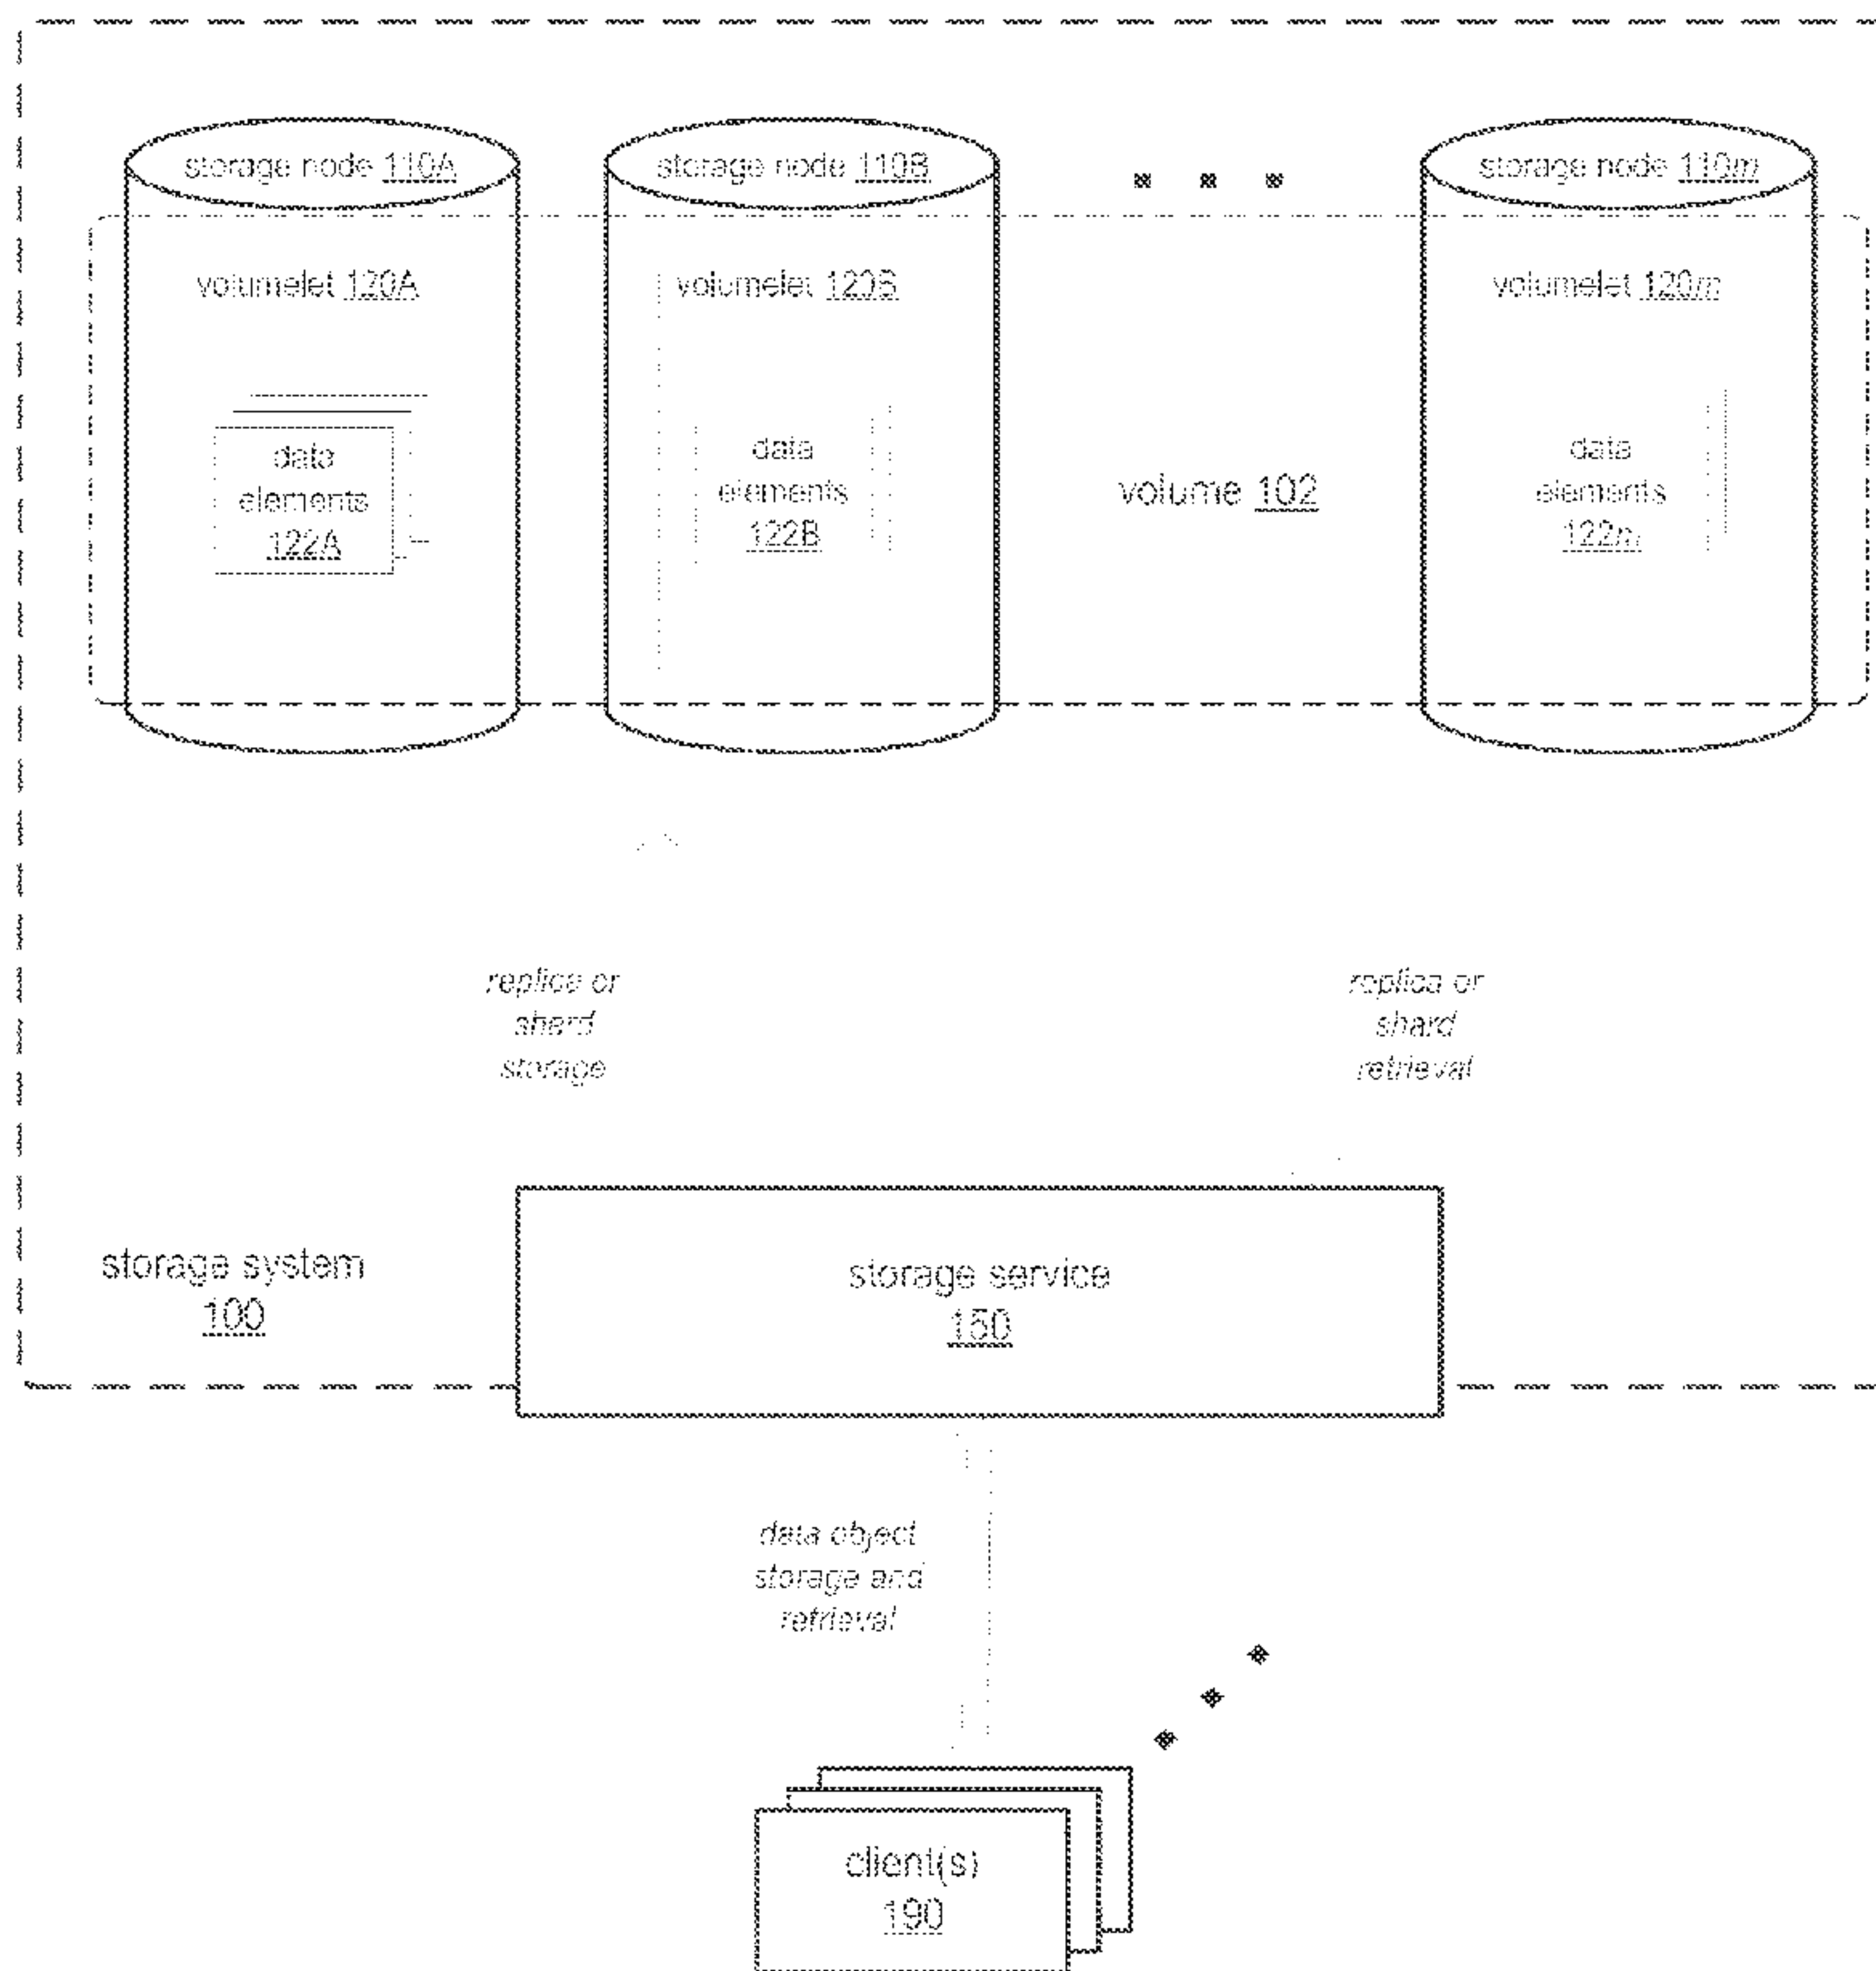 storage node 110A
storage node 110B
storage node 110m
volumelet 120A
volumelet 120B
volumelet 120m
data
elements
122A
data
elements
122B
volume 102
data
elements
122m
replica or
shard
storage
replica or
shard
retrieval
storage system
100
storage service
150
data object
storage and
retrieval
client(s)
190